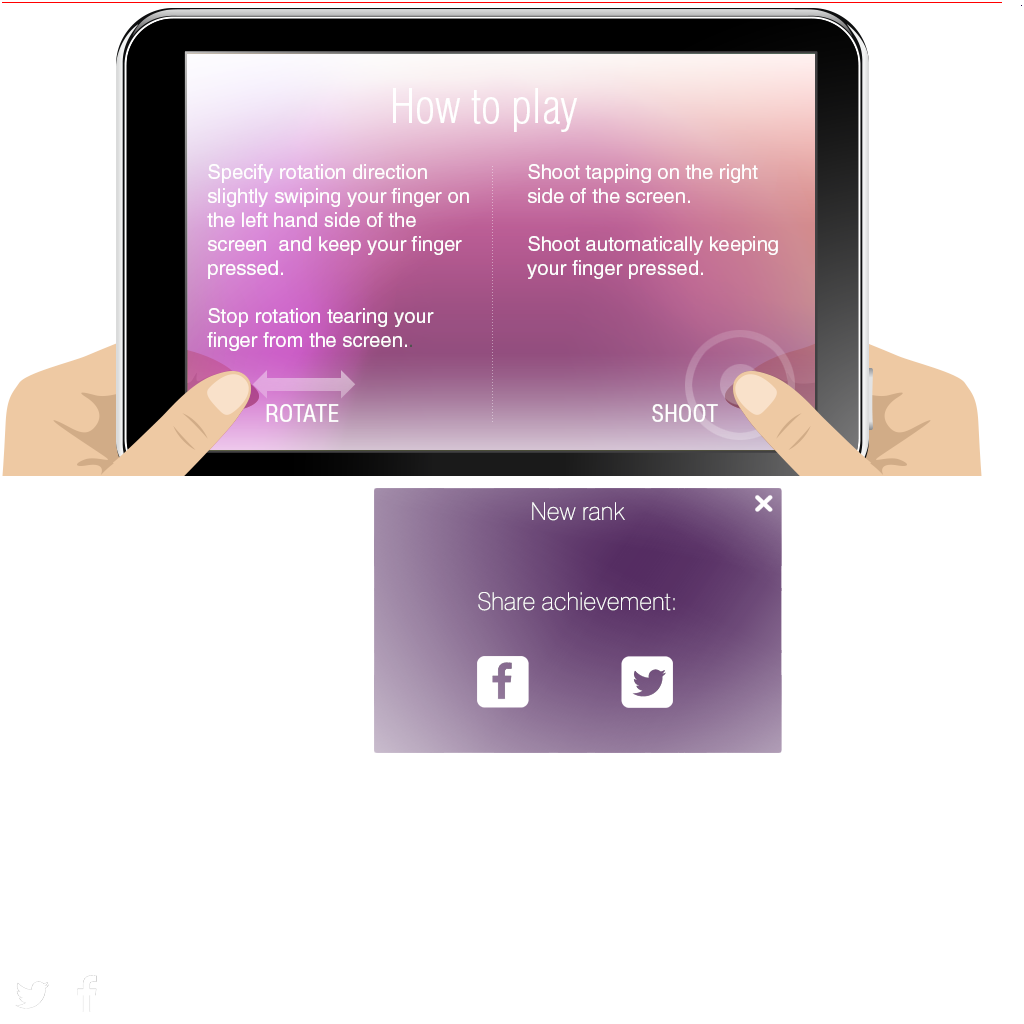 How to play
Specify rotation direction
slightly swiping your finger on
the left hand side of the
screen  and keep your finger
pressed.
Stop rotation tearing your
finger from the screen.
ROTATE
Shoot tapping on the right
side of the screen.
Shoot automatically keeping
your finger pressed.
SHOOT
New rank
Share achievement: